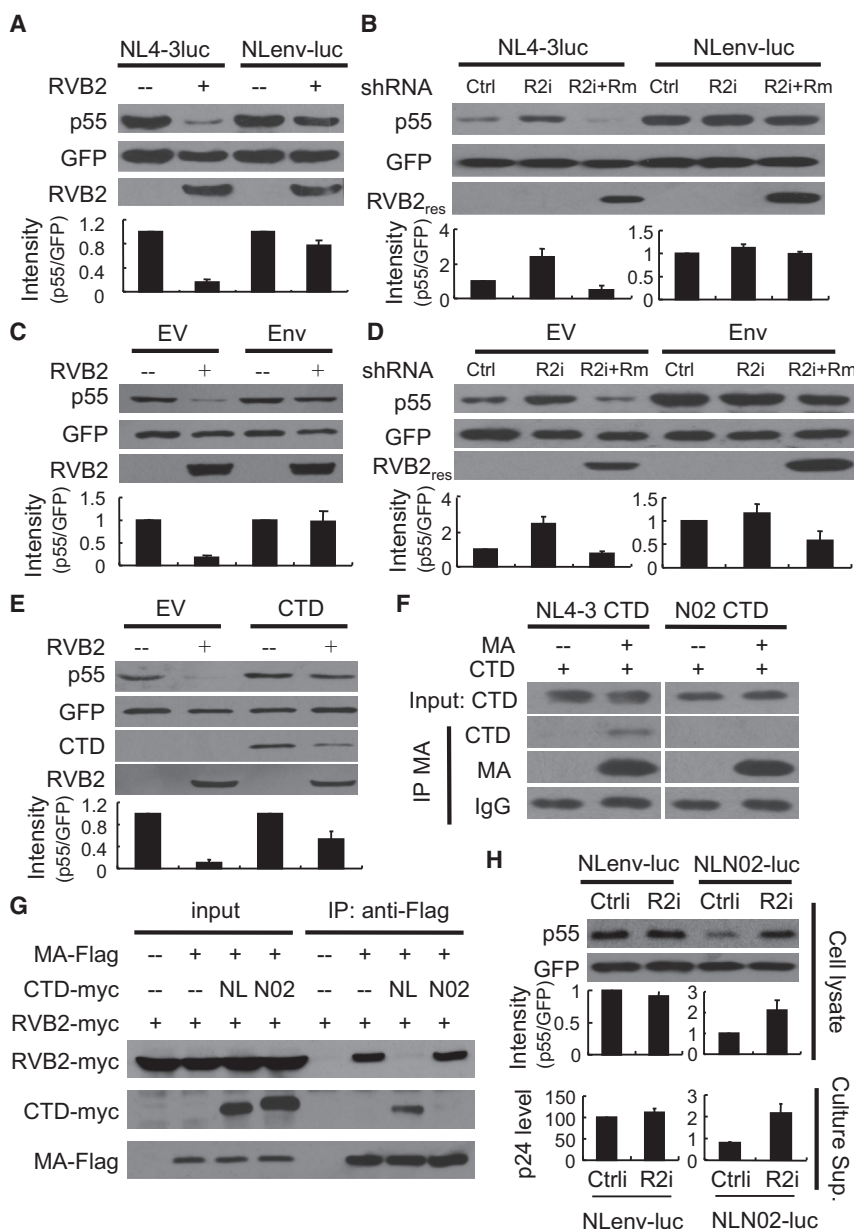 A
NL4-3luc NLenv-luc
RVB2 -- + -- +
p55
GFP
RVB2
Intensity
(p55/GFP)
1.2
0.8
0.4
0
B
NL4-3luc NLenv-luc
shRNA Ctrl R2i R2i+Rm Ctrl R2i R2i+Rm
p55
GFP
RVB2res
Intensity
(p55/GFP)
4
2
0
1.5
1
0.5
0
C
EV Env
RVB2 -- + -- +
p55
GFP
RVB2
Intensity
(p55/GFP)
1.5
1
0.5
0
D
EV Env
shRNA Ctrl R2i R2i+Rm Ctrl R2i R2i+Rm
p55
GFP
RVB2res
Intensity
(p55/GFP)
4
2
0
1.5
1
0.5
0
E
EV CTD
RVB2 -- + -- +
p55
GFP
CTD
RVB2
Intensity
(p55/GFP)
1.2
0.8
0.4
0
F
NL4-3 CTD N02 CTD
MA -- + -- +
CTD + + + +
Input: CTD
IP MA
CTD
MA
IgG
G
input IP: anti-Flag
MA-Flag -- + + + -- + + +
CTD-myc -- -- NL N02 -- -- NL N02
RVB2-myc + + + + + + + +
RVB2-myc
CTD-myc
MA-Flag
H
NLenv-luc NLN02-luc
Ctrli R2i Ctrli R2i
p55
GFP
Intensity
(p55/GFP)
1
0.5
0
3
2
1
0
Cell lysate
p24 level
150
100
50
0
3
2
1
0
Culture Sup.
Ctrli R2i Ctrli R2i
NLenv-luc NLN02-luc